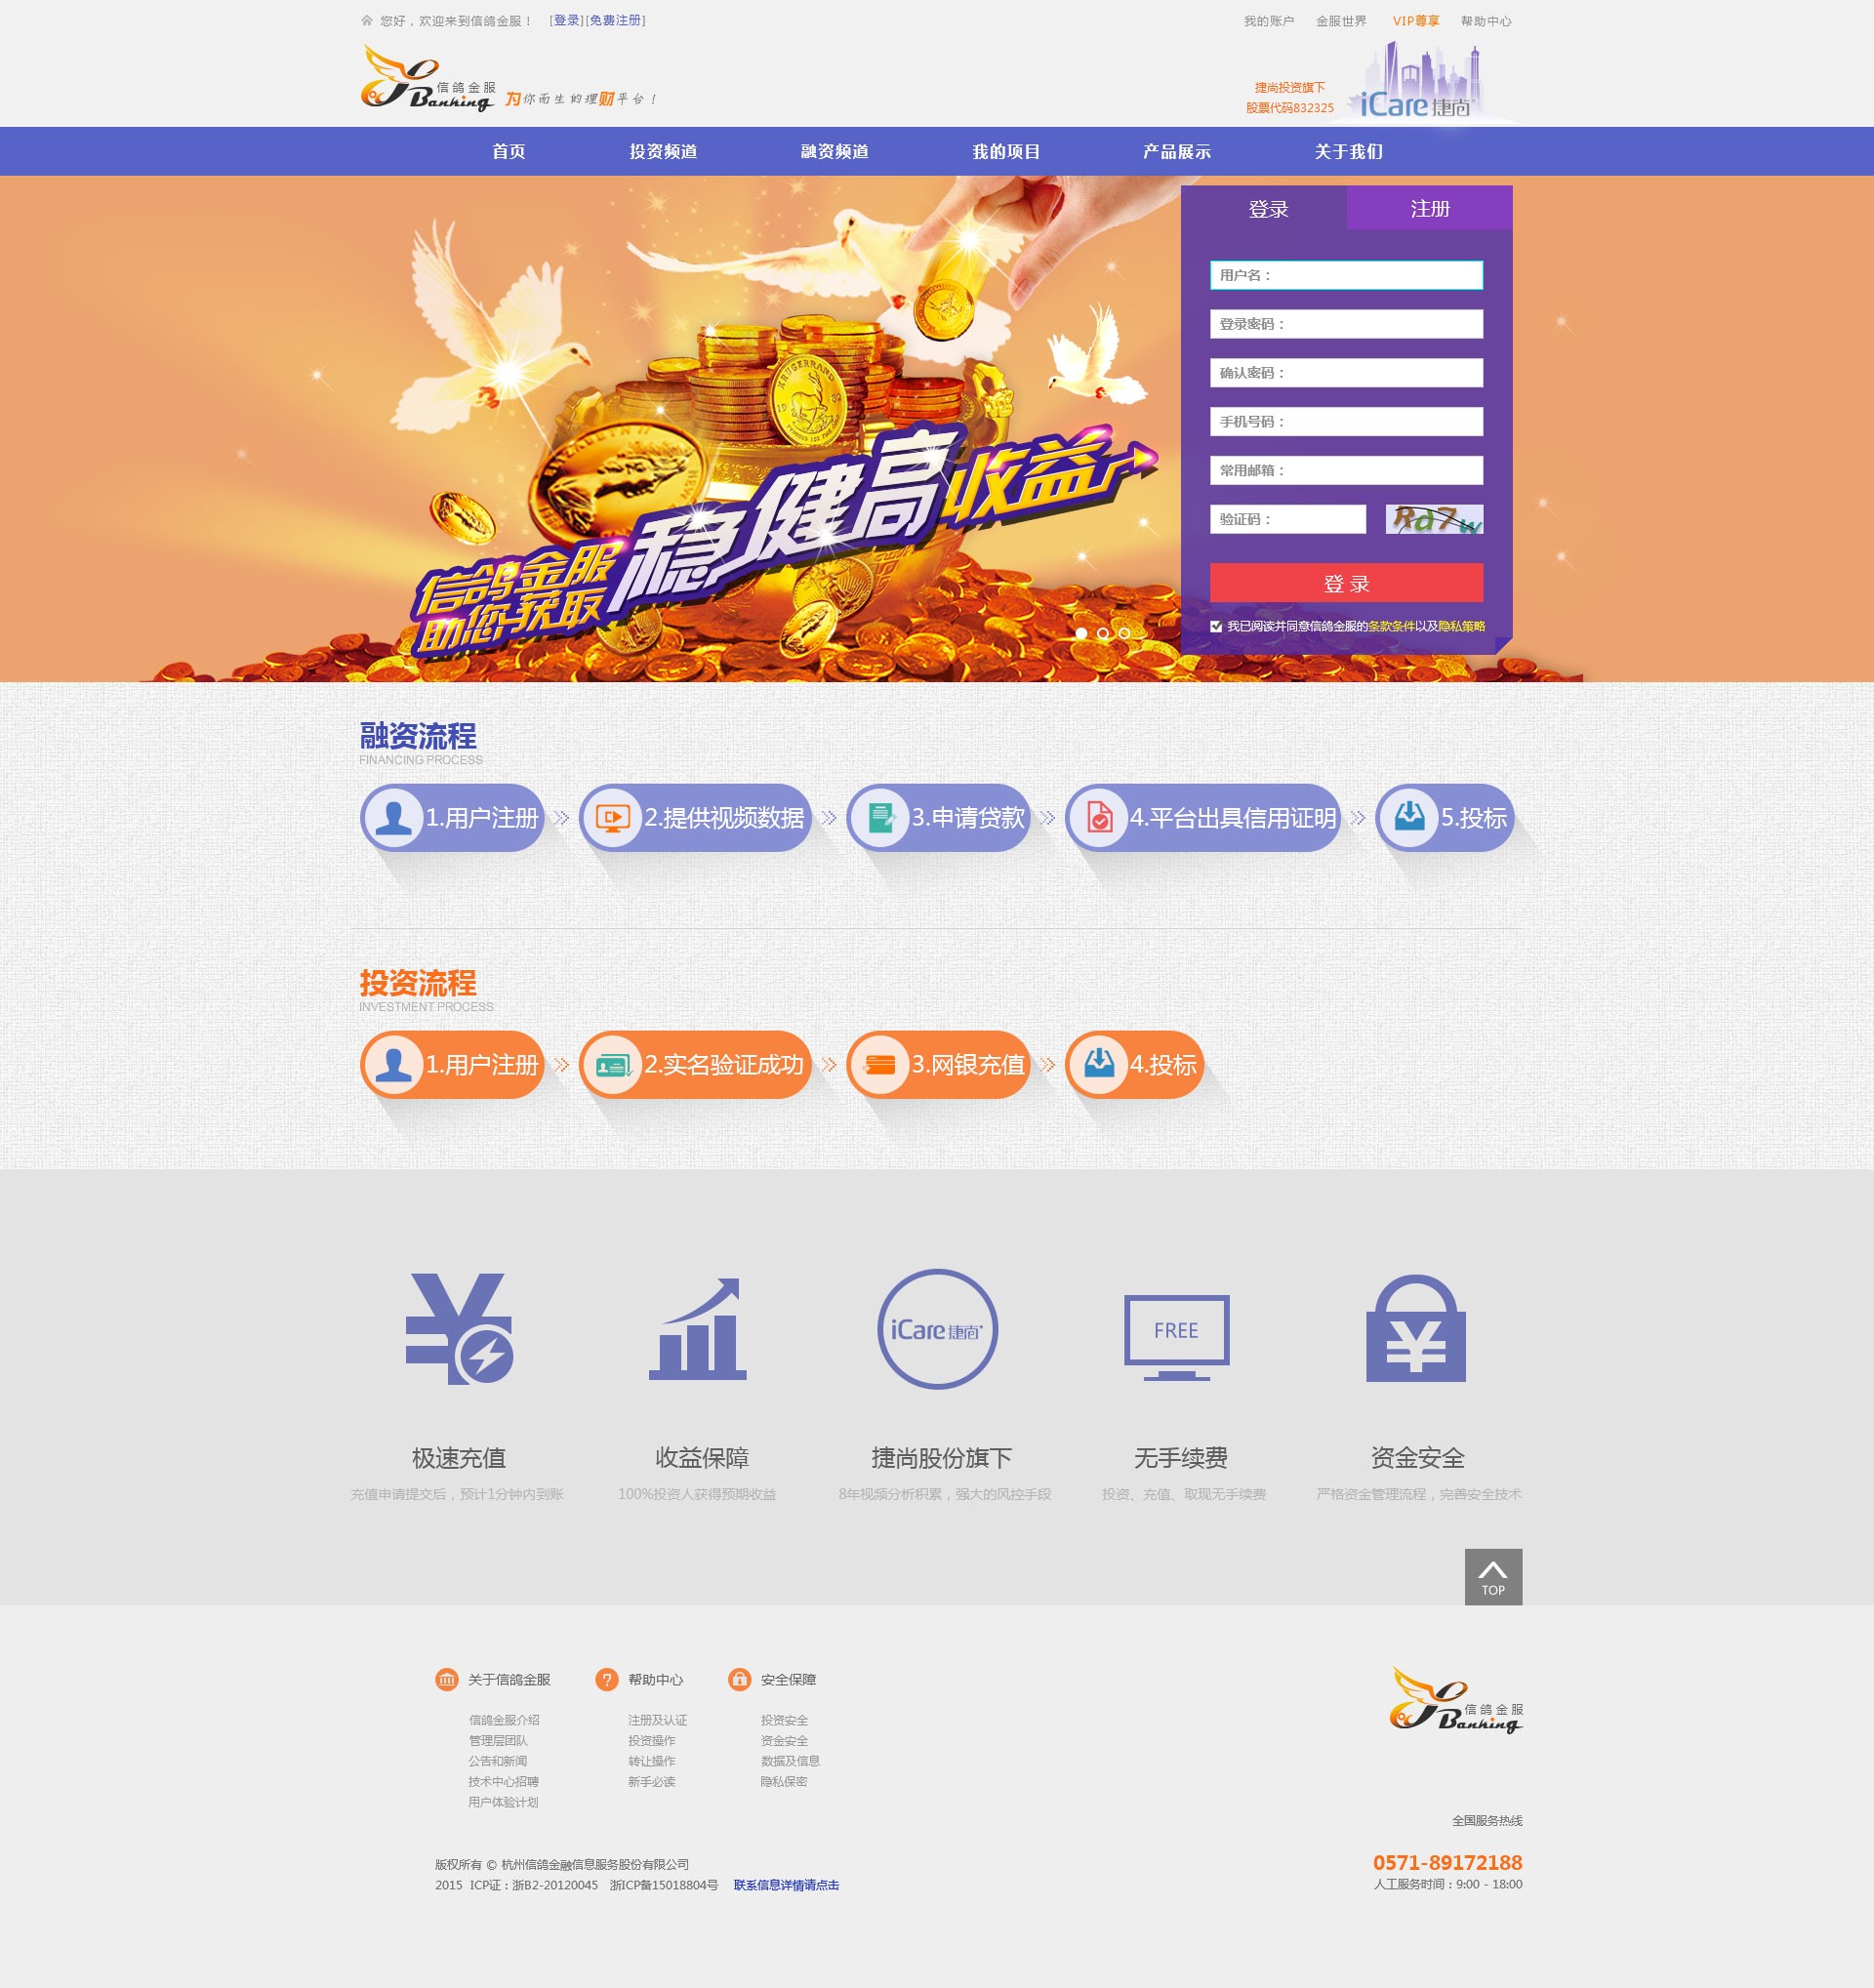 您好，欢迎来到信鸽金服！ [登录][免费注册]
我的账户 金服世界 VIP尊享 帮助中心
信鸽金服
Banking
为你而生的理财平台！
捷尚投资旗下
股票代码832325
iCare 捷尚
首页 投资频道 融资频道 我的项目 产品展示 关于我们
登录 注册
用户名：
登录密码：
确认密码：
手机号码：
常用邮箱：
验证码：
Rd7w
登 录
我已阅读并同意信鸽金服的条款条件以及隐私策略
KRUGERRAND
信鸽金服
助您获取
稳健高收益
融资流程
FINANCING PROCESS
1.用户注册
2.提供视频数据
3.申请贷款
4.平台出具信用证明
5.投标
投资流程
INVESTMENT PROCESS
1.用户注册
2.实名验证成功
3.网银充值
4.投标
iCare 捷尚
FREE
极速充值
充值申请提交后，预计1分钟内到账
收益保障
100%投资人获得预期收益
捷尚股份旗下
8年视频分析积累，强大的风控手段
无手续费
投资、充值、取现无手续费
资金安全
严格资金管理流程，完善安全技术
TOP
关于信鸽金服
信鸽金服介绍
管理层团队
公告和新闻
技术中心招聘
用户体验计划
帮助中心
注册及认证
投资操作
转让操作
新手必读
安全保障
投资安全
资金安全
数据及信息
隐私保密
信鸽金服
Banking
全国服务热线
0571-89172188
人工服务时间：9:00 - 18:00
版权所有 © 杭州信鸽金融信息服务股份有限公司
2015 ICP证：浙B2-20120045 浙ICP备15018804号 联系信息详情请点击